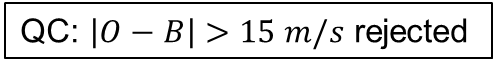 QC: |O − B| > 15 m/s rejected